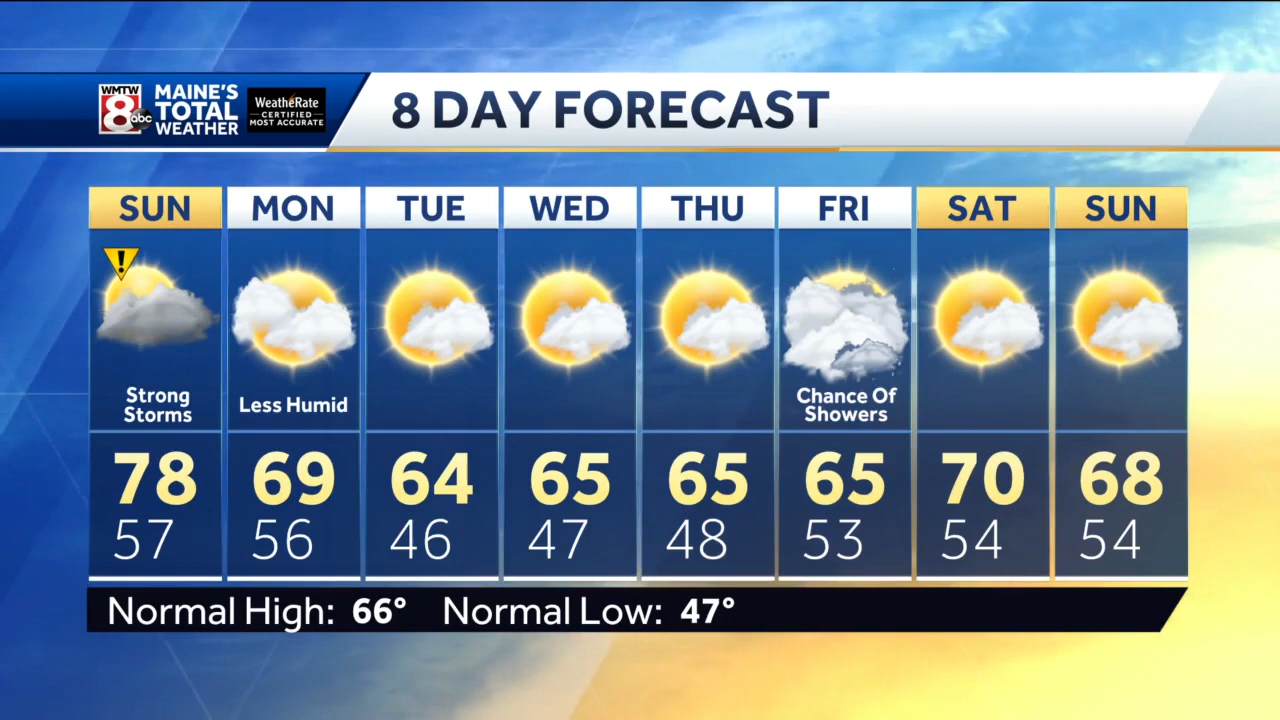 WMTW
8
abc
MAINE'S
TOTAL
WEATHER
WeatheRate
CERTIFIED
MOST ACCURATE
8 DAY FORECAST
SUN MON TUE WED THU FRI SAT SUN
!
Strong
Storms
Less Humid
Chance Of
Showers
78 69 64 65 65 65 70 68
57 56 46 47 48 53 54 54
Normal High: 66° Normal Low: 47°